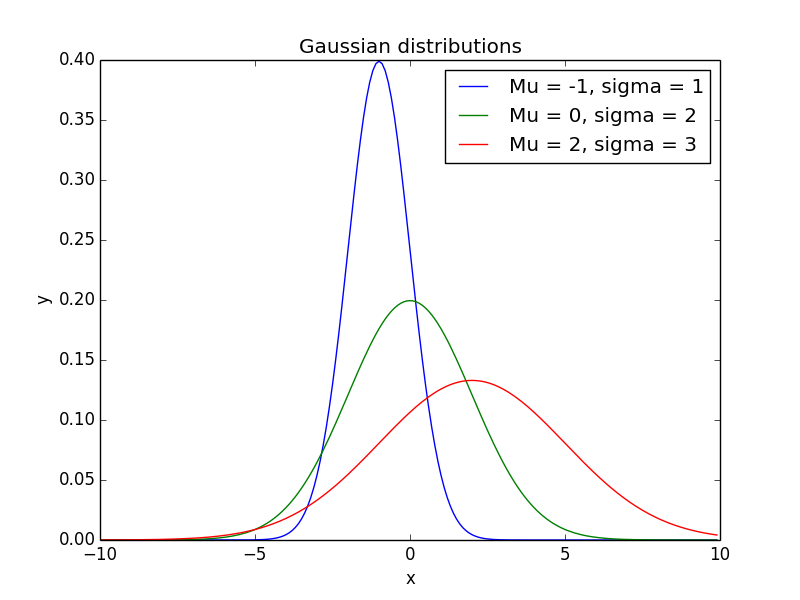 Gaussian distributions
Mu = -1, sigma = 1
Mu = 0, sigma = 2
Mu = 2, sigma = 3
0.40
0.35
0.30
0.25
0.20
0.15
0.10
0.05
0.00
y
−10 −5 0 5 10
x